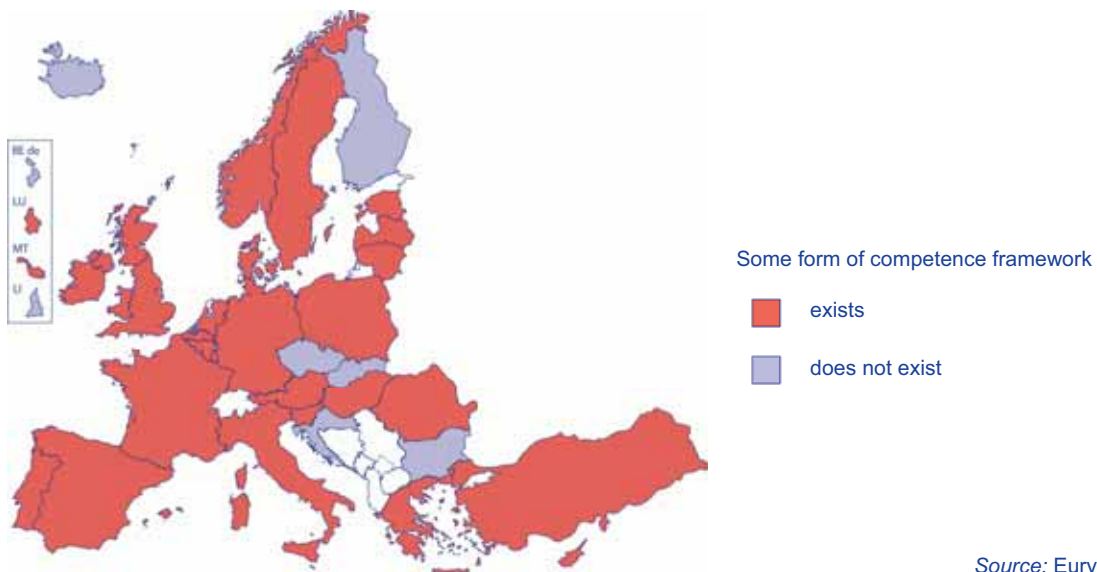 BE de
LU
MT
LI
Some form of competence framework
exists
does not exist
Source: Eury